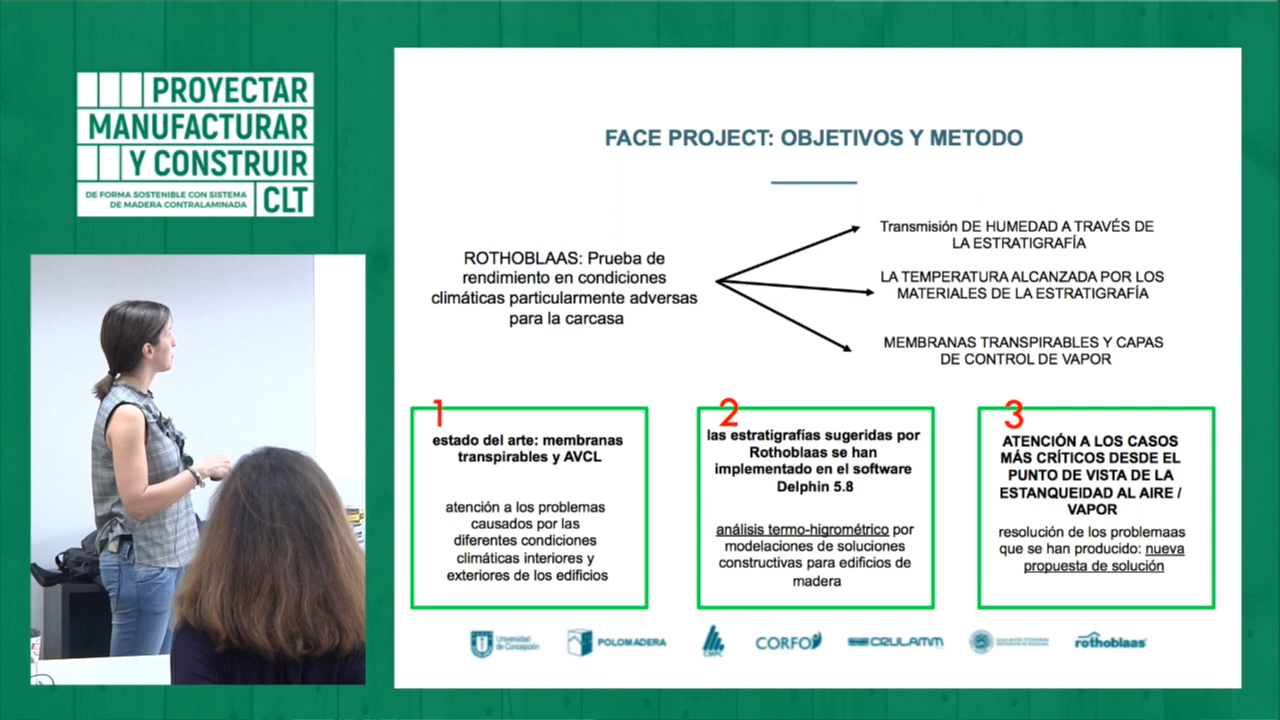 PROYECTAR
MANUFACTURAR
Y CONSTRUIR
DE FORMA SOSTENIBLE CON SISTEMA
DE MADERA CONTRALAMINADA
CLT
FACE PROJECT: OBJETIVOS Y METODO
ROTHOBLAAS: Prueba de
rendimiento en condiciones
climáticas particularmente adversas
para la carcasa
Transmisión DE HUMEDAD A TRAVÉS DE
LA ESTRATIGRAFÍA
LA TEMPERATURA ALCANZADA POR LOS
MATERIALES DE LA ESTRATIGRAFÍA
MEMBRANAS TRANSPIRABLES Y CAPAS
DE CONTROL DE VAPOR
1
estado del arte: membranas
transpirables y AVCL
atención a los problemas
causados por las
diferentes condiciones
climáticas interiores y
exteriores de los edificios
2
las estratigrafías sugeridas por
Rothoblaas se han
implementado en el software
Delphin 5.8
análisis termo-higrométrico por
modelaciones de soluciones
constructivas para edificios de
madera
3
ATENCIÓN A LOS CASOS
MÁS CRÍTICOS DESDE EL
PUNTO DE VISTA DE LA
ESTANQUEIDAD AL AIRE /
VAPOR
resolución de los problemaas
que se han producido: nueva
propuesta de solución
Universidad
de Concepción
POLOMADERA
CORFO
CRULAMM
rothoblaas